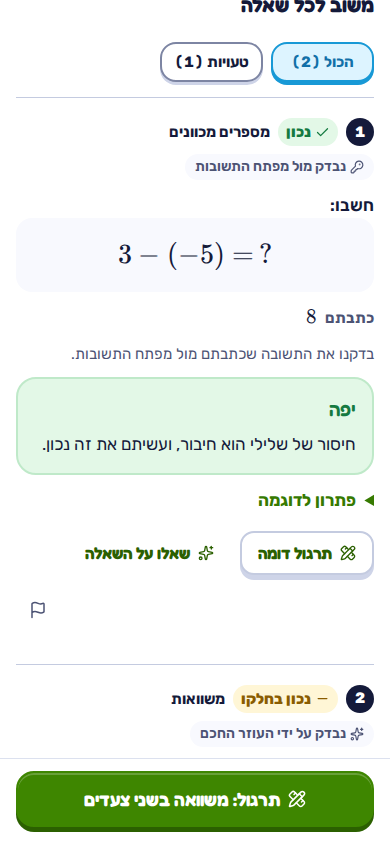 משוב לכל שאלה
הכול (2)
טעויות (1)
1 נכון מספרים מכוונים
נבדק מול מפתח התשובות
חשבו:
3 − (−5) = ?
כתבתם 8
בדקנו את התשובה שכתבתם מול מפתח התשובות.
יפה
חיסור של שלילי הוא חיבור, ועשיתם את זה נכון.
פתרון לדוגמה
תרגול דומה
שאלו על השאלה
2 נכון בחלקו משוואות
נבדק על ידי העוזר החכם
תרגול: משוואה בשני צעדים